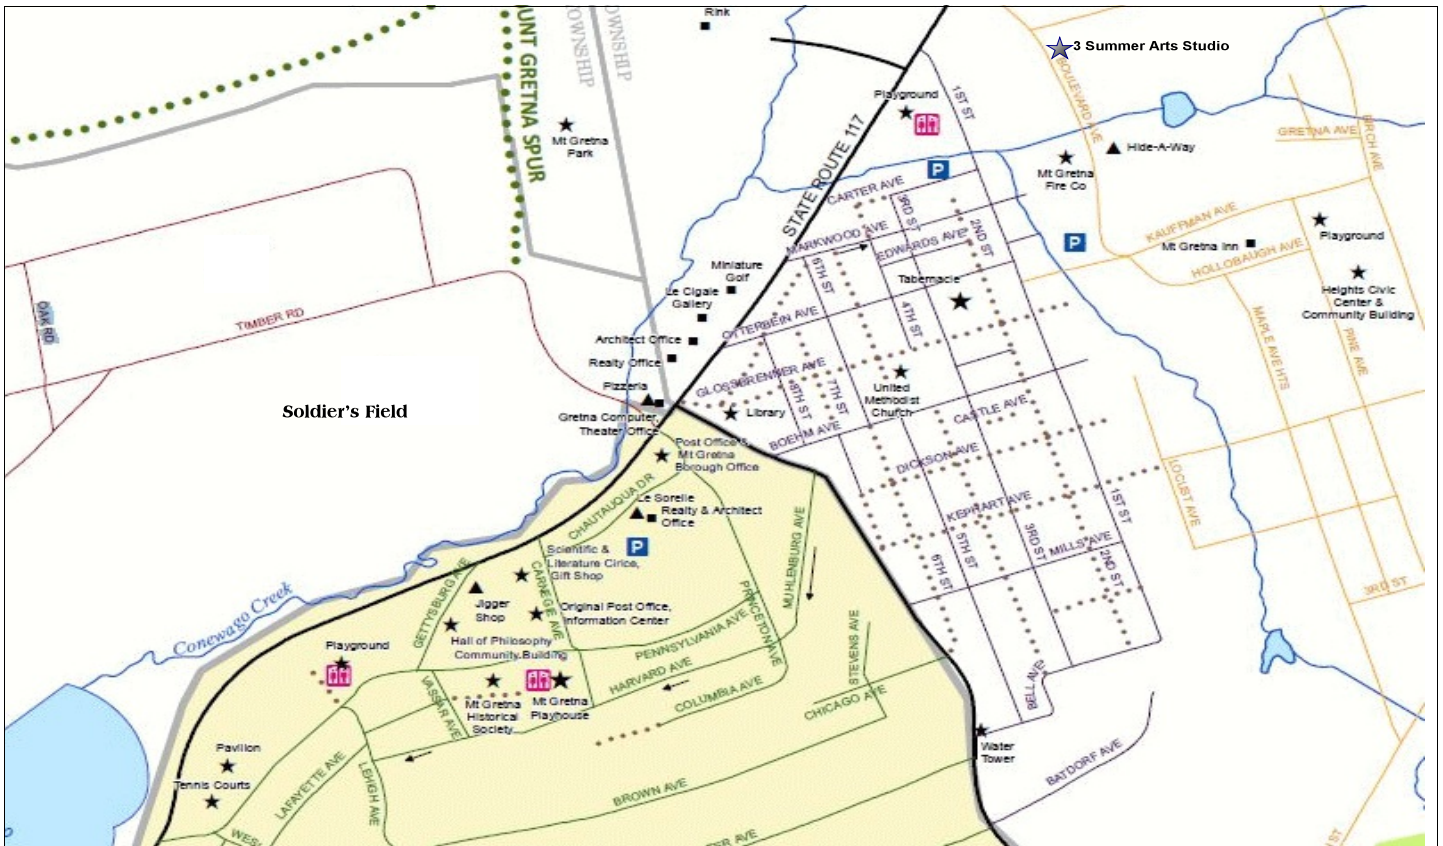 Rink
TOWNSHIP
OWNSHIP
UNT GRETNA SPUR
3 Summer Arts Studio
BOULEVARD AVE
Playground
1ST ST
STATE ROUTE 117
Mt Gretna
Park
Hide-A-Way
GRETNA AVE
BIRCH AVE
Mt Gretna
Fire Co
P
CARTER AVE
3RD ST
2ND ST
MARKWOOD AVE
EDWARDS AVE
KAUFFMAN AVE
Mt Gretna Inn
HOLLOBAUGH AVE
Playground
P
Miniature
Golf
6TH ST
Tabernacle
Heights Civic
Center &
Community Building
Le Cigale
Gallery
OAK RD
TIMBER RD
OTTERBEIN AVE
4TH ST
MAPLE AVE HTS
PINE AVE
Architect Office
Realty Office
GLOSSBRENNER AVE
Pizzeria
8TH ST
7TH ST
United
Methodist
Church
Soldier's Field
Gretna Computer,
Theater Office
Library
CASTLE AVE
BOEHM AVE
Post Office &
Mt Gretna
Borough Office
DICKSON AVE
LOCUST AVE
CHAUTAUQUA DR
Le Sorelle
Realty & Architect
Office
KEPHART AVE
1ST ST
P
MUHLENBURG AVE
5TH ST
3RD ST
MILLS AVE
Scientific &
Literature Cirlce,
Gift Shop
6TH ST
2ND ST
CARNEGIE AVE
GETTYSBURG AVE
PRINCETON AVE
3RD ST
Jigger
Shop
Original Post Office,
Information Center
Conewago Creek
Hall of Philosophy
Community Building
PENNSYLVANIA AVE
STEVENS AVE
Playground
HARVARD AVE
VASSAR AVE
COLUMBIA AVE
CHICAGO AVE
BELL AVE
Mt Gretna
Historical
Society
Mt Gretna
Playhouse
Pavilion
Water
Tower
BATDORF AVE
Tennis Courts
LAFAYETTE AVE
LEHIGH AVE
BROWN AVE
WES
ER AVE
ST